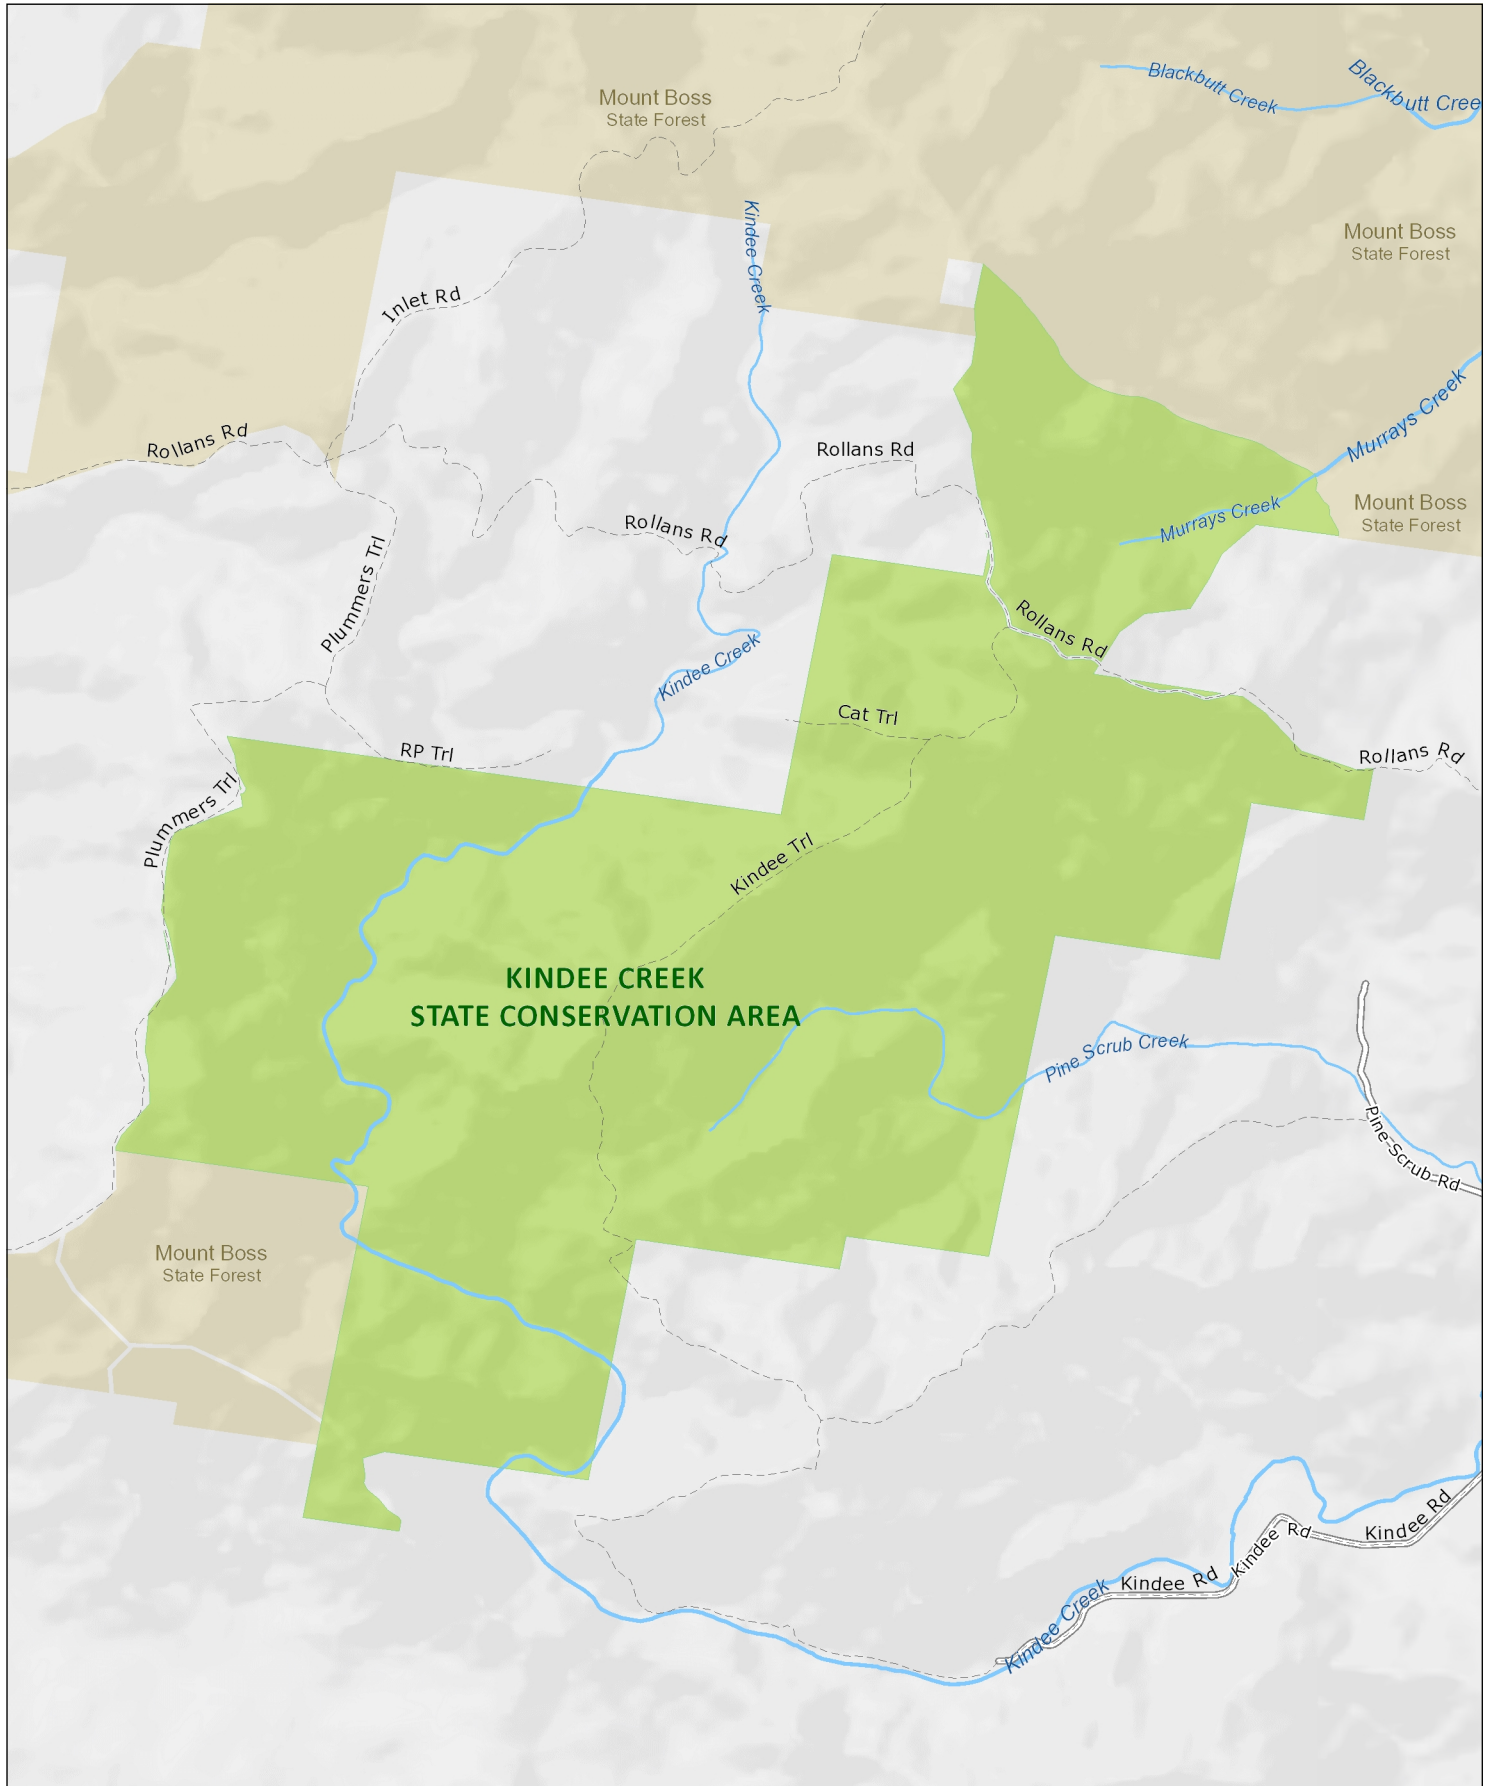 Blackbutt Creek
Blackbutt Cree
Mount Boss
State Forest
Kindee Creek
Mount Boss
State Forest
Inlet Rd
Murrays Creek
Rollans Rd
Rollans Rd
Murrays Creek
Mount Boss
State Forest
Rollans Rd
Plummers Trl
Rollans Rd
Kindee Creek
Cat Trl
RP Trl
Rollans Rd
Plummers Trl
Kindee Trl
KINDEE CREEK
STATE CONSERVATION AREA
Pine Scrub Creek
Pine Scrub Rd
Mount Boss
State Forest
Kindee Rd
Kindee Rd
Kindee Rd
Kindee Creek